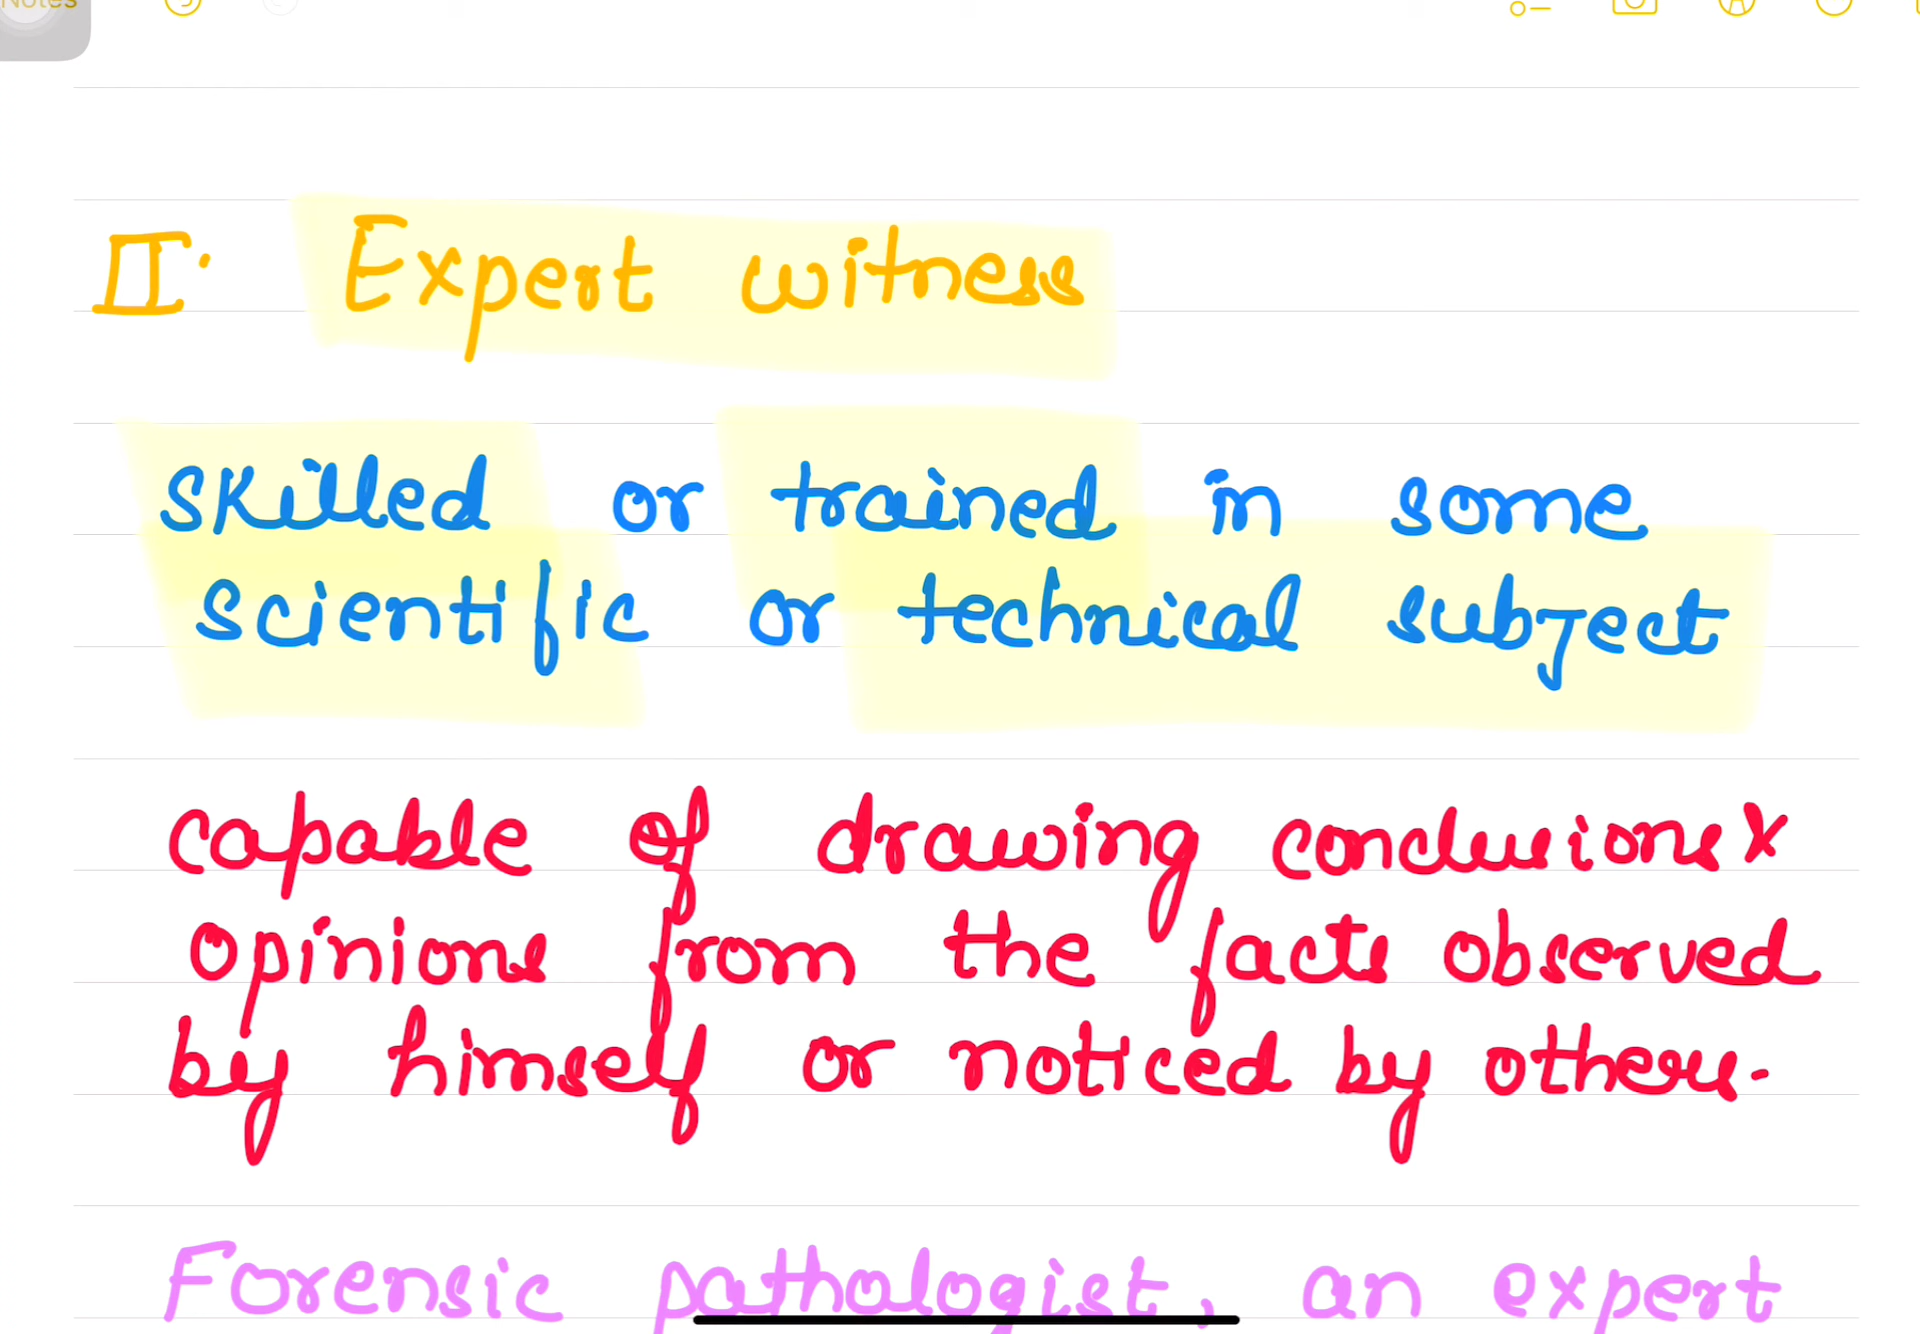 Notes
II. Expert witness
skilled or trained in some
scientific or technical subject
capable of drawing conclusions &
opinions from the facts observed
by himself or noticed by others.
Forensic pathologist, an expert